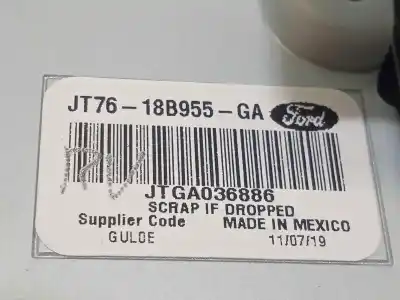 JT76-18B955-GA Ford
JTGA036886
SCRAP IF DROPPED
Supplier Code MADE IN MEXICO
GULDE 11/07/19